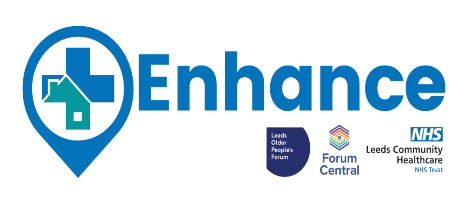 Enhance
Leeds
Older
People's
Forum
Forum
Central
NHS
Leeds Community
Healthcare
NHS Trust